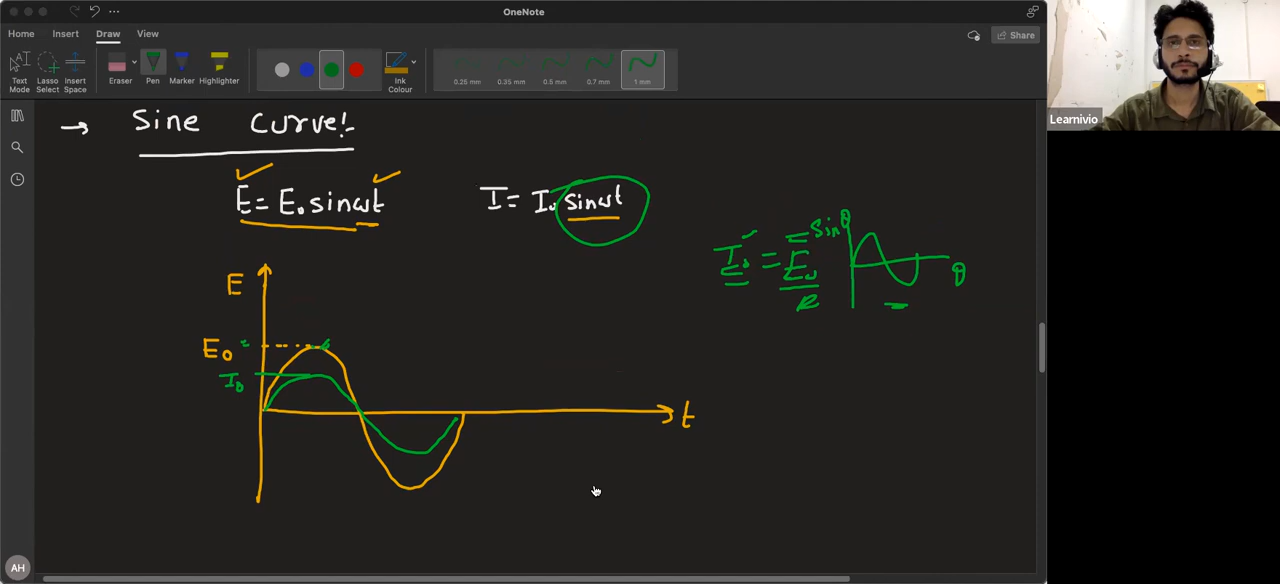 OneNote
Home Insert Draw View
Share
Text Mode
Lasso Select
Insert Space
Eraser
Pen
Marker
Highlighter
Ink Colour
0.25 mm
0.35 mm
0.5 mm
0.7 mm
1 mm
Learnivio
→ Sine Curve!
E = E₀ sinωt
I = I₀ sinωt
I₀ = E₀/R
Sinθ
θ
E
E₀
I₀
t
AH